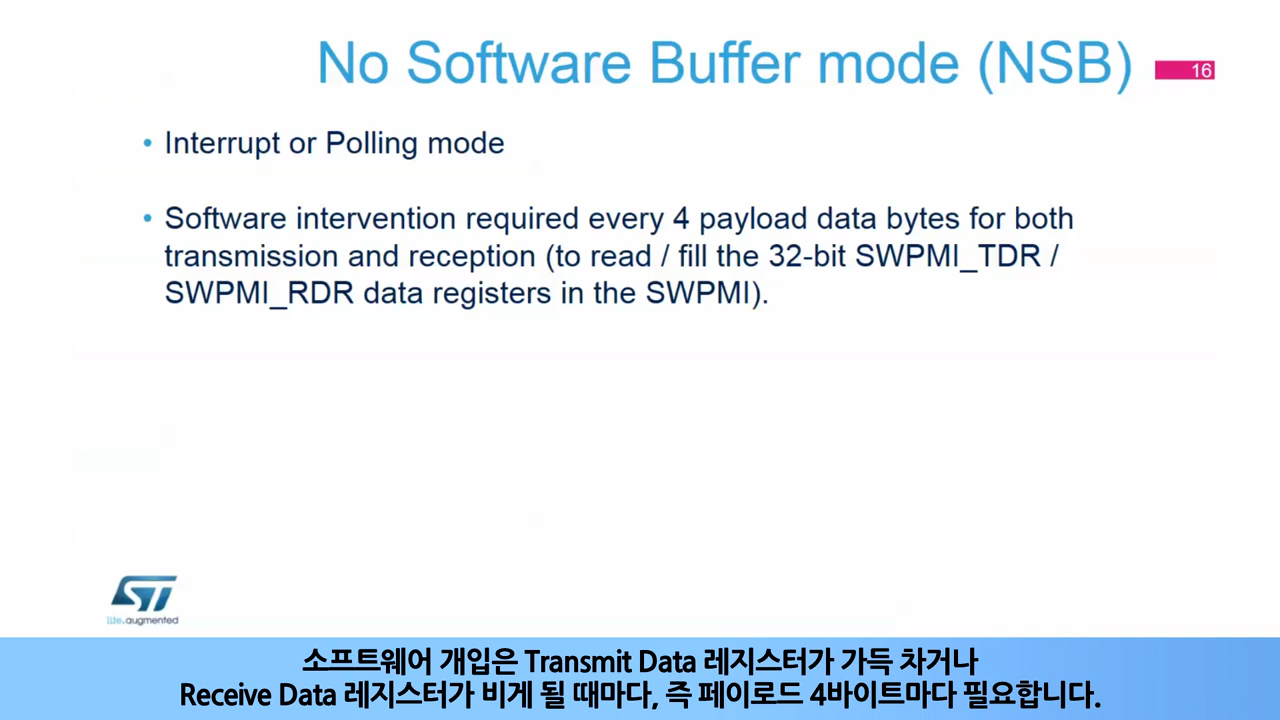 No Software Buffer mode (NSB)
16
• Interrupt or Polling mode
• Software intervention required every 4 payload data bytes for both
transmission and reception (to read / fill the 32-bit SWPMI_TDR /
SWPMI_RDR data registers in the SWPMI).
ST
life.augmented
소프트웨어 개입은 Transmit Data 레지스터가 가득 차거나
Receive Data 레지스터가 비게 될 때마다, 즉 페이로드 4바이트마다 필요합니다.